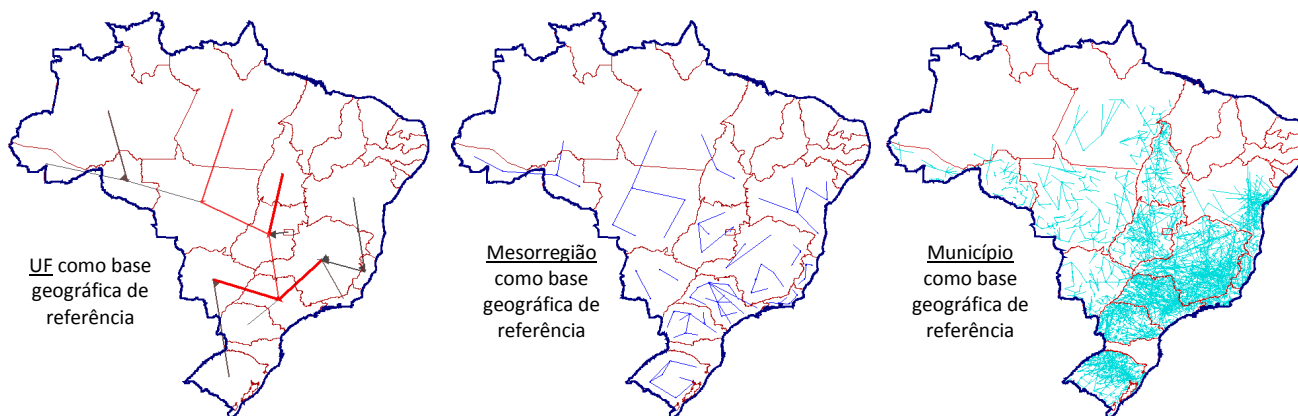 UF como base
geográfica de
referência
Mesorregião
como base
geográfica de
referência
Município
como base
geográfica de
referência